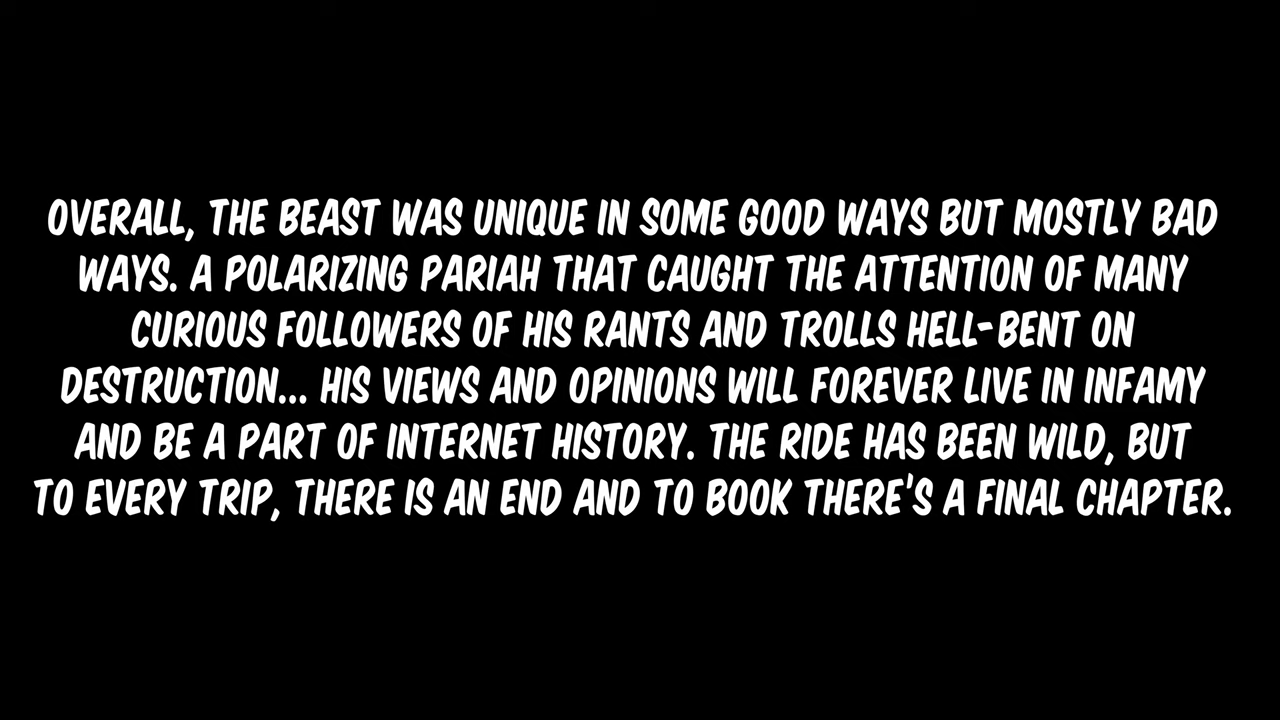 OVERALL, THE BEAST WAS UNIQUE IN SOME GOOD WAYS BUT MOSTLY BAD
WAYS. A POLARIZING PARIAH THAT CAUGHT THE ATTENTION OF MANY
CURIOUS FOLLOWERS OF HIS RANTS AND TROLLS HELL-BENT ON
DESTRUCTION... HIS VIEWS AND OPINIONS WILL FOREVER LIVE IN INFAMY
AND BE A PART OF INTERNET HISTORY. THE RIDE HAS BEEN WILD, BUT
TO EVERY TRIP, THERE IS AN END AND TO BOOK THERE'S A FINAL CHAPTER.